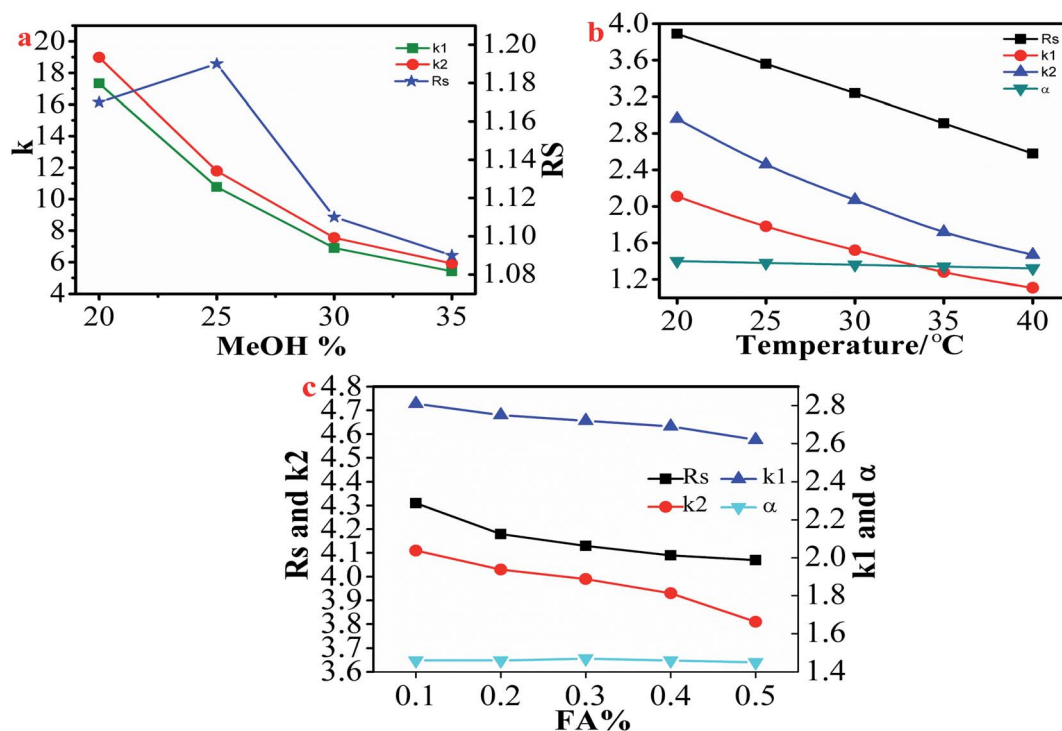 a
20
18
16
14
12
10
8
6
4
k
k1
k2
Rs
1.20
1.18
1.16
1.14
1.12
1.10
1.08
RS
20 25 30 35
MeOH %
b
4.0
3.6
3.2
2.8
2.4
2.0
1.6
1.2
Rs
k1
k2
α
20 25 30 35 40
Temperature/°C
c
4.8
4.7
4.6
4.5
4.4
4.3
4.2
4.1
4.0
3.9
3.8
3.7
3.6
Rs and k2
Rs k1
k2 α
2.8
2.6
2.4
2.2
2.0
1.8
1.6
1.4
k1 and α
0.1 0.2 0.3 0.4 0.5
FA%